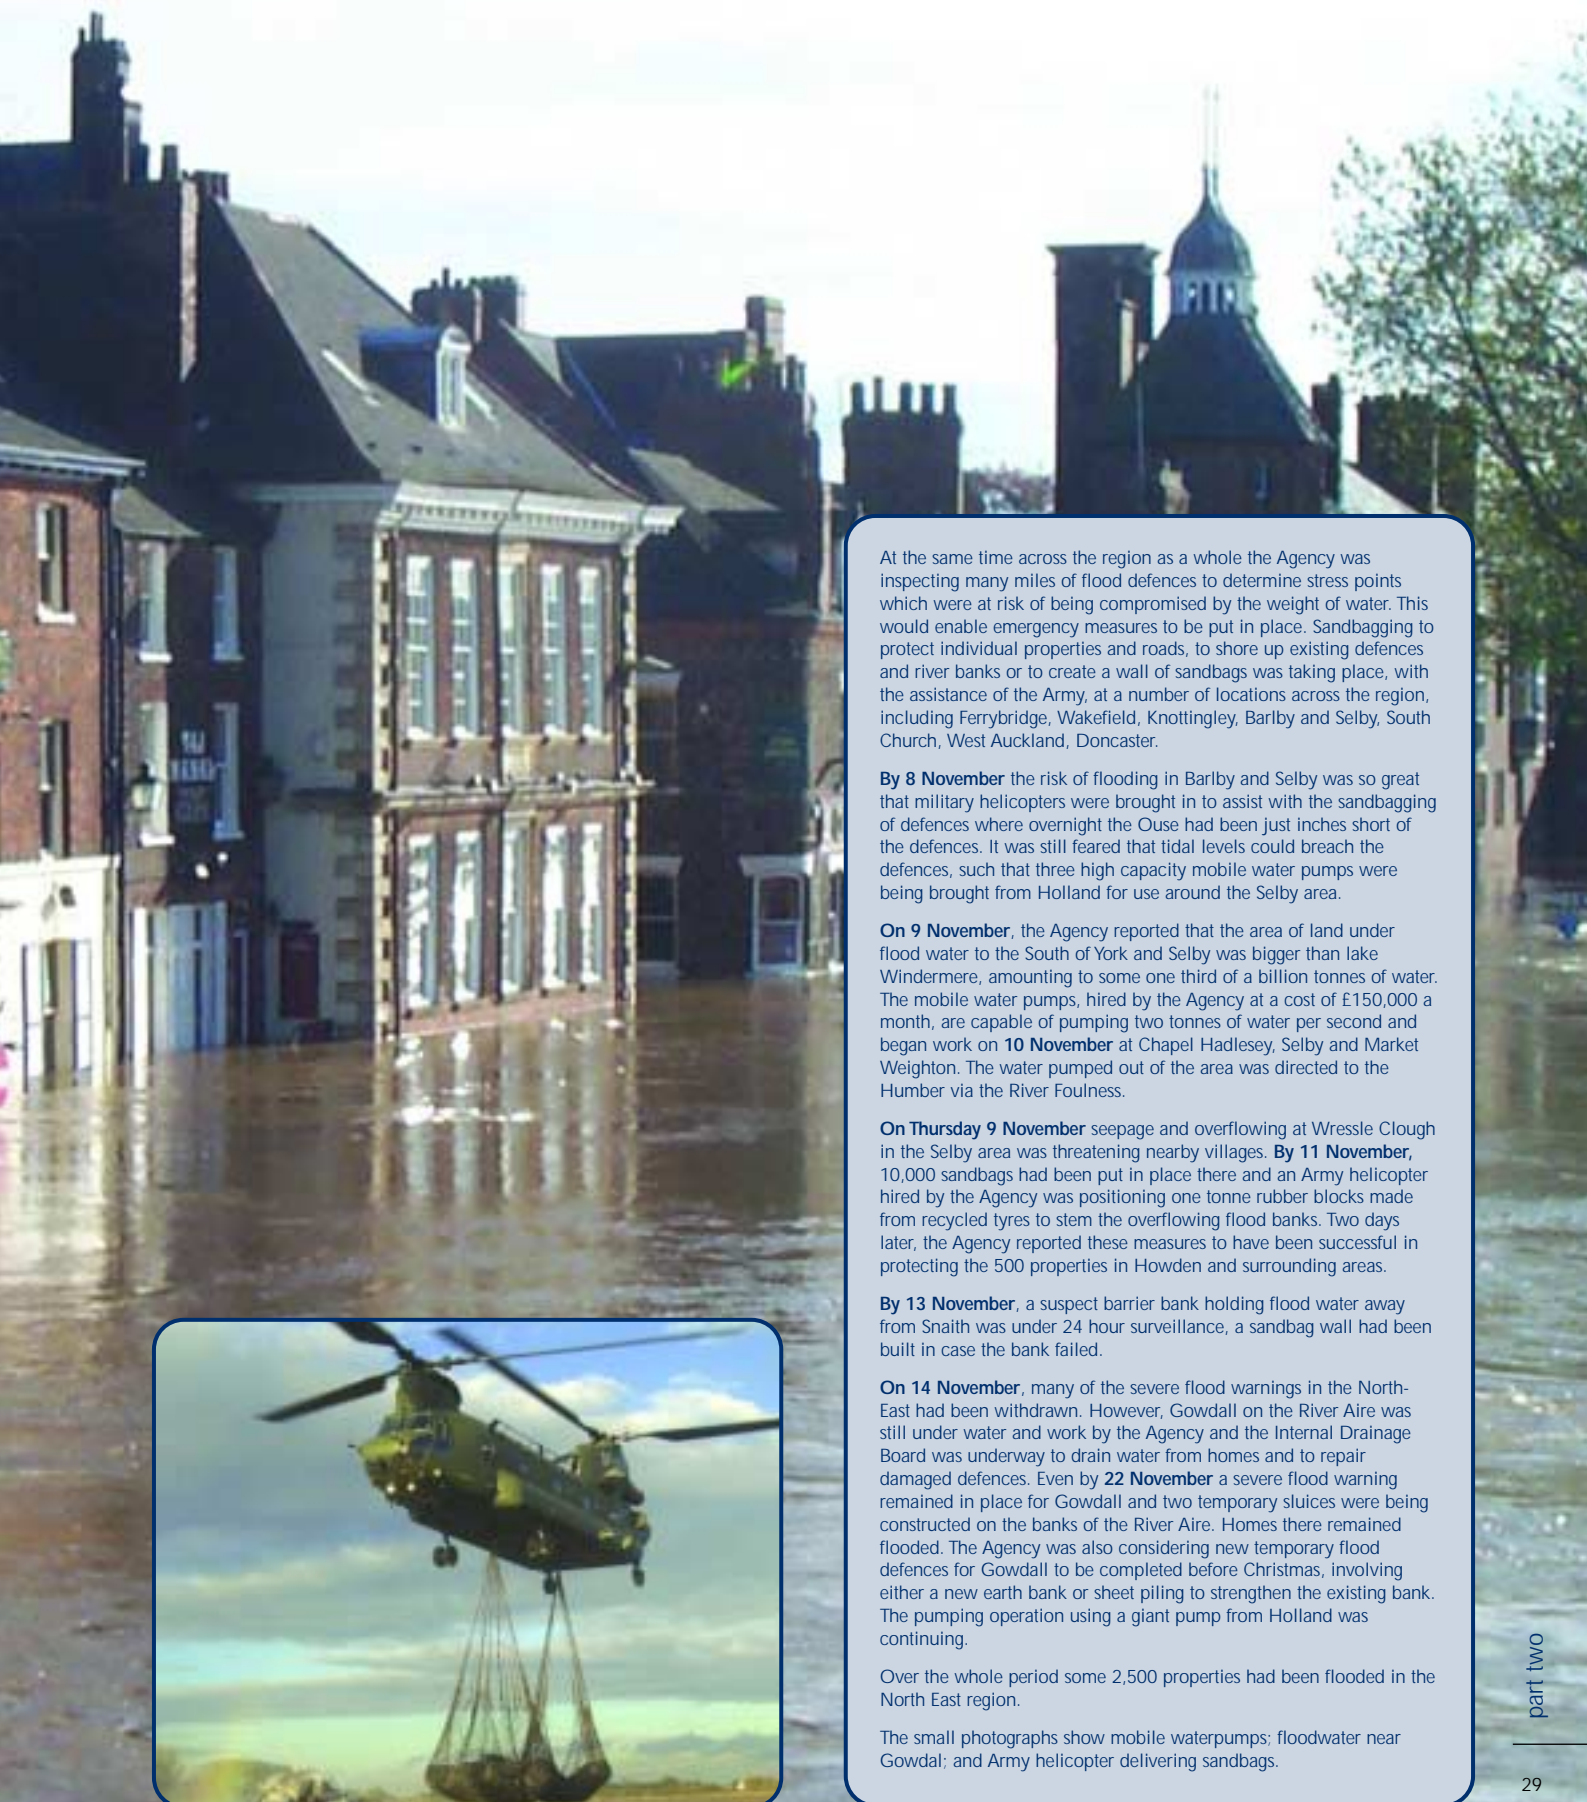 At the same time across the region as a whole the Agency was
inspecting many miles of flood defences to determine stress points
which were at risk of being compromised by the weight of water. This
would enable emergency measures to be put in place. Sandbagging to
protect individual properties and roads, to shore up existing defences
and river banks or to create a wall of sandbags was taking place, with
the assistance of the Army, at a number of locations across the region,
including Ferrybridge, Wakefield, Knottingley, Barlby and Selby, South
Church, West Auckland, Doncaster.
By 8 November the risk of flooding in Barlby and Selby was so great
that military helicopters were brought in to assist with the sandbagging
of defences where overnight the Ouse had been just inches short of
the defences. It was still feared that tidal levels could breach the
defences, such that three high capacity mobile water pumps were
being brought from Holland for use around the Selby area.
On 9 November, the Agency reported that the area of land under
flood water to the South of York and Selby was bigger than lake
Windermere, amounting to some one third of a billion tonnes of water.
The mobile water pumps, hired by the Agency at a cost of £150,000 a
month, are capable of pumping two tonnes of water per second and
began work on 10 November at Chapel Hadlesey, Selby and Market
Weighton. The water pumped out of the area was directed to the
Humber via the River Foulness.
On Thursday 9 November seepage and overflowing at Wressle Clough
in the Selby area was threatening nearby villages. By 11 November,
10,000 sandbags had been put in place there and an Army helicopter
hired by the Agency was positioning one tonne rubber blocks made
from recycled tyres to stem the overflowing flood banks. Two days
later, the Agency reported these measures to have been successful in
protecting the 500 properties in Howden and surrounding areas.
By 13 November, a suspect barrier bank holding flood water away
from Snaith was under 24 hour surveillance, a sandbag wall had been
built in case the bank failed.
On 14 November, many of the severe flood warnings in the North-
East had been withdrawn. However, Gowdall on the River Aire was
still under water and work by the Agency and the Internal Drainage
Board was underway to drain water from homes and to repair
damaged defences. Even by 22 November a severe flood warning
remained in place for Gowdall and two temporary sluices were being
constructed on the banks of the River Aire. Homes there remained
flooded. The Agency was also considering new temporary flood
defences for Gowdall to be completed before Christmas, involving
either a new earth bank or sheet piling to strengthen the existing bank.
The pumping operation using a giant pump from Holland was
continuing.
Over the whole period some 2,500 properties had been flooded in the
North East region.
The small photographs show mobile waterpumps; floodwater near
Gowdal; and Army helicopter delivering sandbags.
part two
29